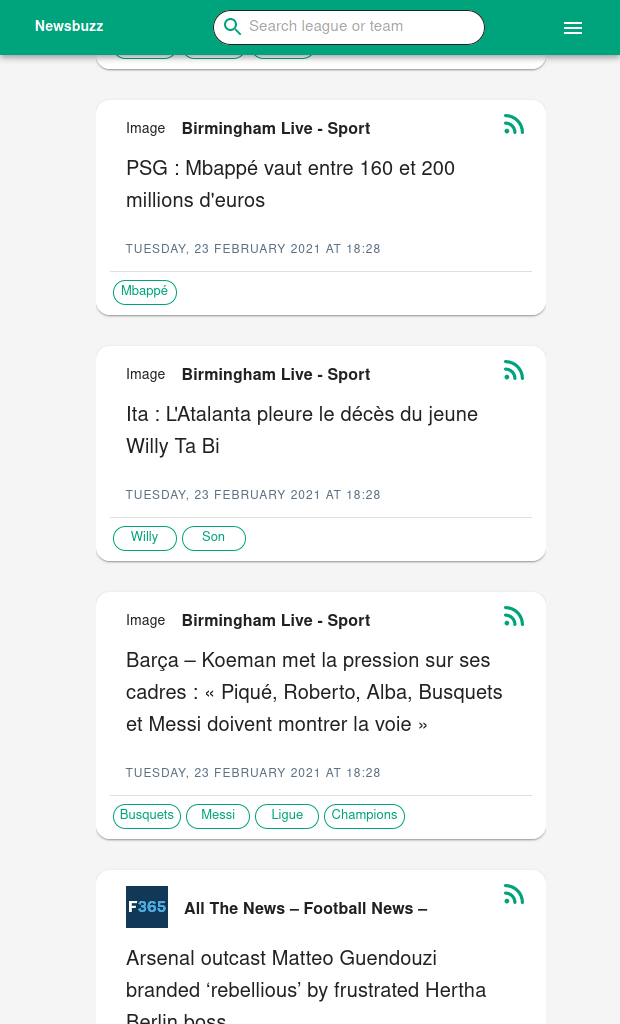 Newsbuzz
Search league or team
Image Birmingham Live - Sport
PSG : Mbappé vaut entre 160 et 200
millions d'euros
TUESDAY, 23 FEBRUARY 2021 AT 18:28
Mbappé
Image Birmingham Live - Sport
Ita : L'Atalanta pleure le décès du jeune
Willy Ta Bi
TUESDAY, 23 FEBRUARY 2021 AT 18:28
Willy Son
Image Birmingham Live - Sport
Barça – Koeman met la pression sur ses
cadres : « Piqué, Roberto, Alba, Busquets
et Messi doivent montrer la voie »
TUESDAY, 23 FEBRUARY 2021 AT 18:28
Busquets Messi Ligue Champions
F365 All The News – Football News –
Arsenal outcast Matteo Guendouzi
branded ‘rebellious’ by frustrated Hertha
Berlin boss